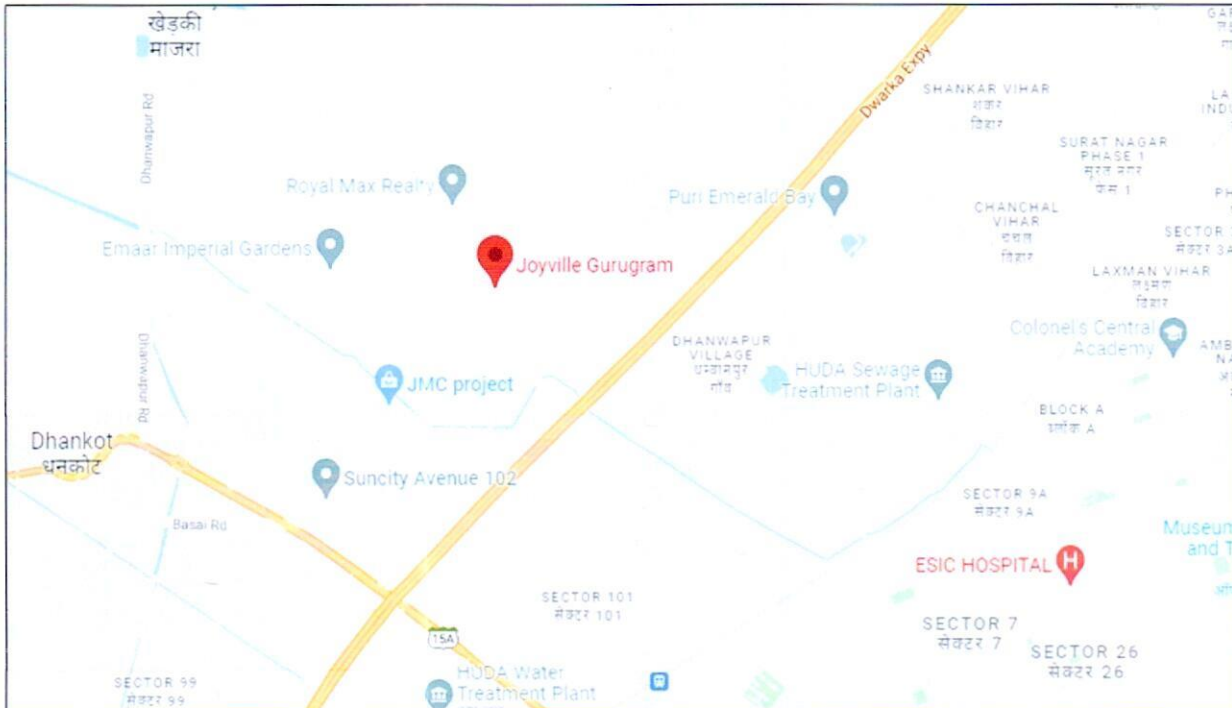 खेड़की
माजरा
Dhanwapur Rd
Dwarka Expy
SHANKAR VIHAR
शंकर
विहार
SURAT NAGAR
PHASE 1
सूरत नगर
फेस 1
Royal Max Realty
Puri Emerald Bay
CHANCHAL
VIHAR
चंचल
विहार
Emaar Imperial Gardens
Joyville Gurugram
LAXMAN VIHAR
लक्ष्मण
विहार
Colonel's Central
Academy
Dhanwapur Rd
DHANWAPUR
VILLAGE
HUDA Sewage
Treatment Plant
JMC project
BLOCK A
ब्लॉक A
Dhankot
धनकोट
Suncity Avenue 102
SECTOR 9A
सेक्टर 9A
Basai Rd
Museum
ESIC HOSPITAL
H
SECTOR 101
सेक्टर 101
SECTOR 7
सेक्टर 7
SECTOR 26
सेक्टर 26
15A
HUDA Water
Treatment Plant
SECTOR 99
सेक्टर 99